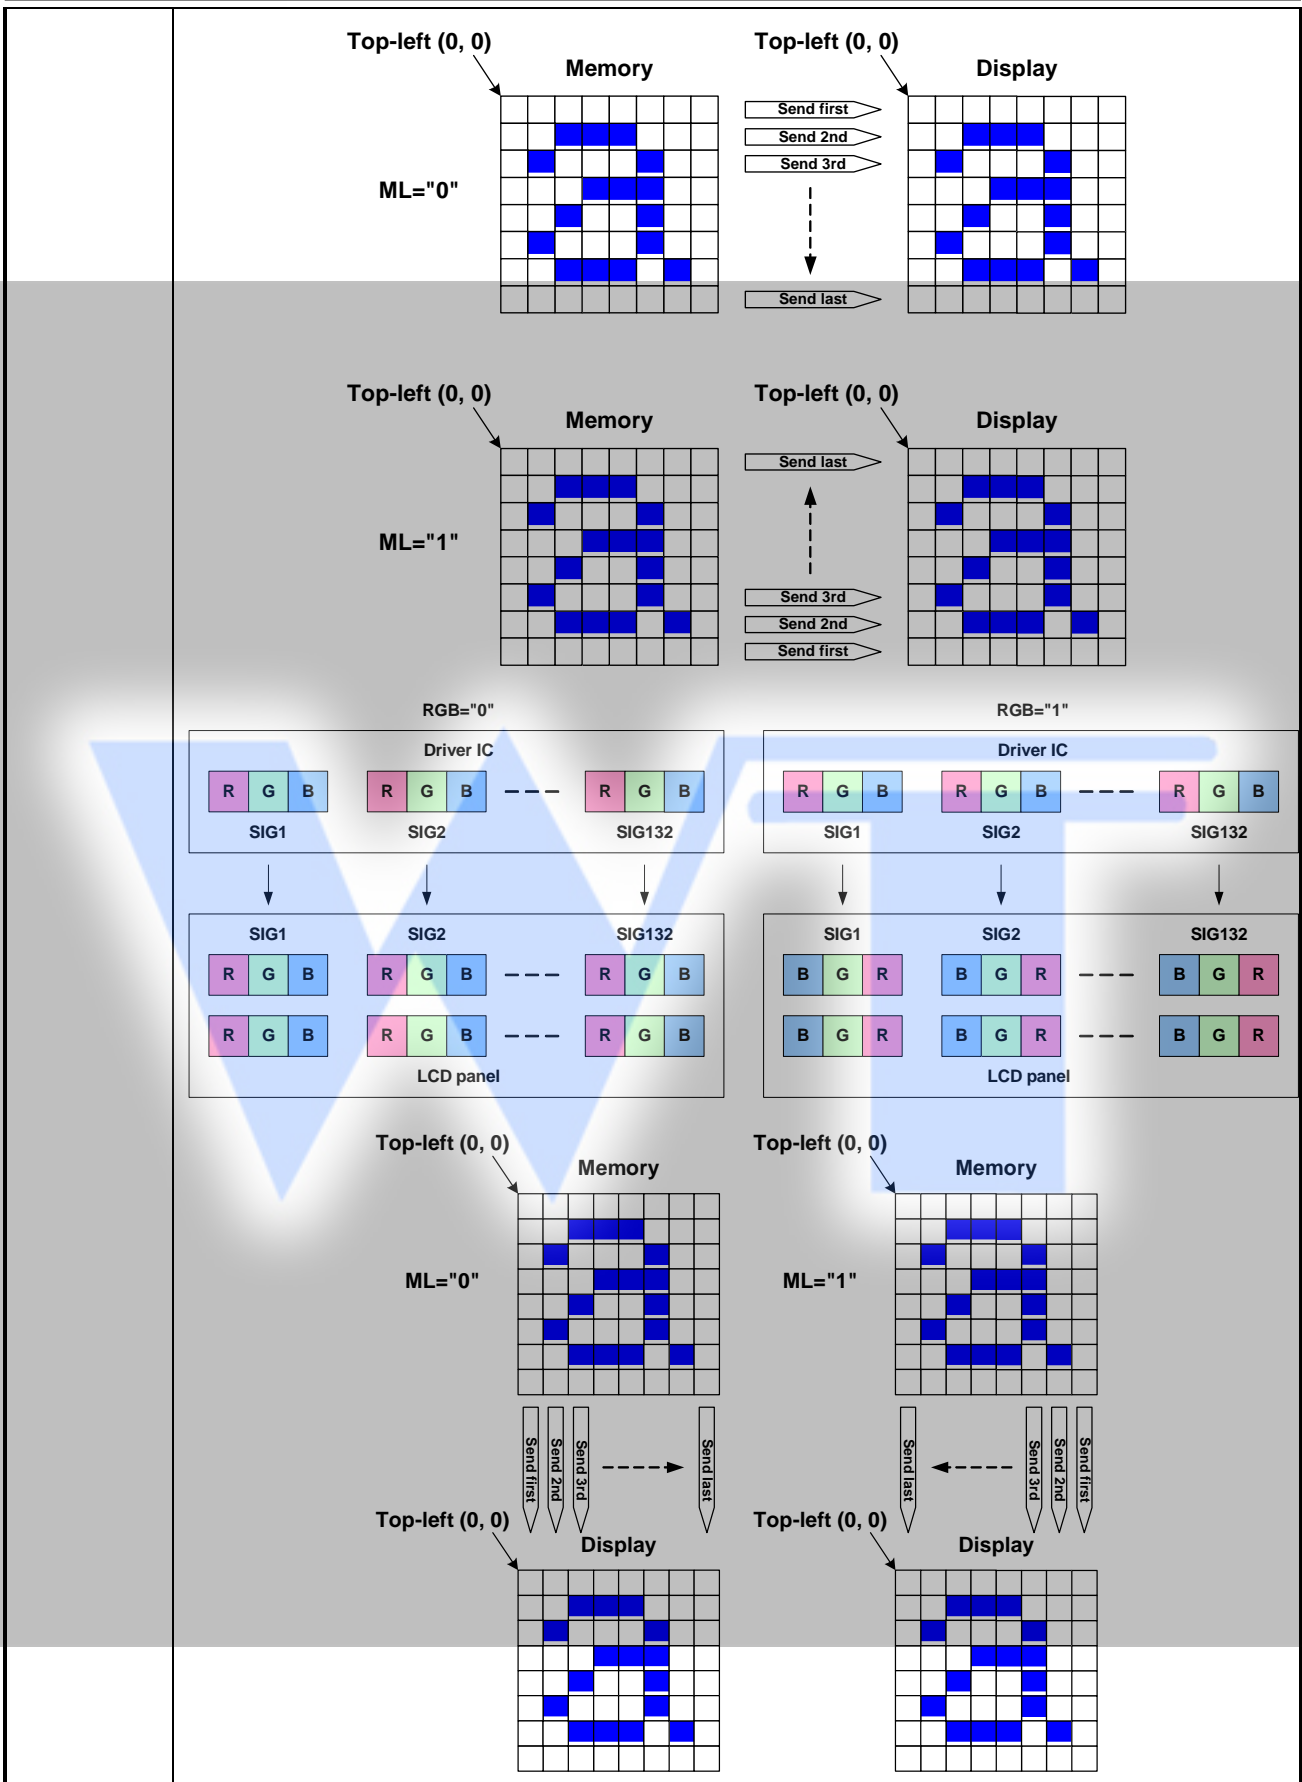 Top-left (0, 0)
Top-left (0, 0)
Memory
Display
Send first
Send 2nd
Send 3rd
ML="0"
Send last
Top-left (0, 0)
Top-left (0, 0)
Memory
Display
Send last
ML="1"
Send 3rd
Send 2nd
Send first
RGB="0"
RGB="1"
Driver IC
Driver IC
R G B R G B R G B
R G B R G B R G B
SIG1 SIG2 SIG132
SIG1 SIG2 SIG132
SIG1 SIG2 SIG132
SIG1 SIG2 SIG132
R G B R G B R G B
B G R B G R B G R
R G B R G B R G B
B G R B G R B G R
LCD panel
LCD panel
Top-left (0, 0)
Top-left (0, 0)
Memory
Memory
ML="0"
ML="1"
Send first
Send 2nd
Send 3rd
Send last
Send last
Send 3rd
Send 2nd
Send first
Top-left (0, 0)
Top-left (0, 0)
Display
Display
WT